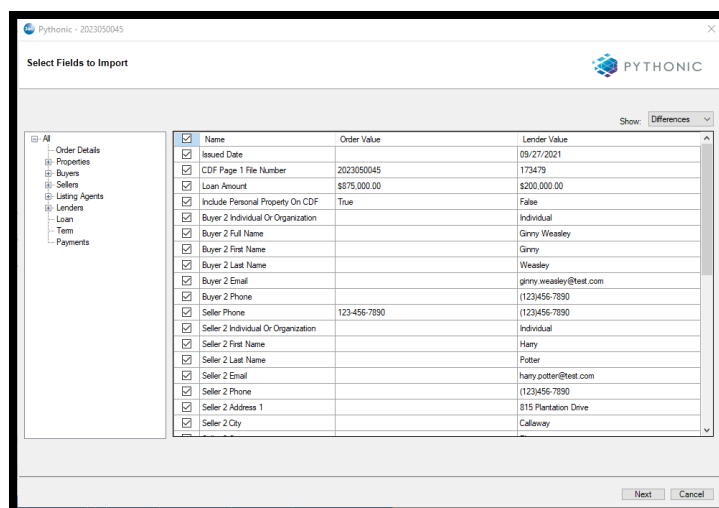 Pythonic - 2023050045
Select Fields to Import
PYTHONIC
Show: Differences
All
Order Details
Properties
Buyers
Sellers
Listing Agents
Lenders
Loan
Term
Payments
Name Order Value Lender Value
Issued Date 09/27/2021
CDF Page 1 File Number 2023050045 173479
Loan Amount $875,000.00 $200,000.00
Include Personal Property On CDF True False
Buyer 2 Individual Or Organization Individual
Buyer 2 Full Name Ginny Weasley
Buyer 2 First Name Ginny
Buyer 2 Last Name Weasley
Buyer 2 Email ginny.weasley@test.com
Buyer 2 Phone (123)456-7890
Seller Phone 123-456-7890 (123)456-7890
Seller 2 Individual Or Organization Individual
Seller 2 First Name Harry
Seller 2 Last Name Potter
Seller 2 Email harry.potter@test.com
Seller 2 Phone (123)456-7890
Seller 2 Address 1 815 Plantation Drive
Seller 2 City Callaway
Next Cancel